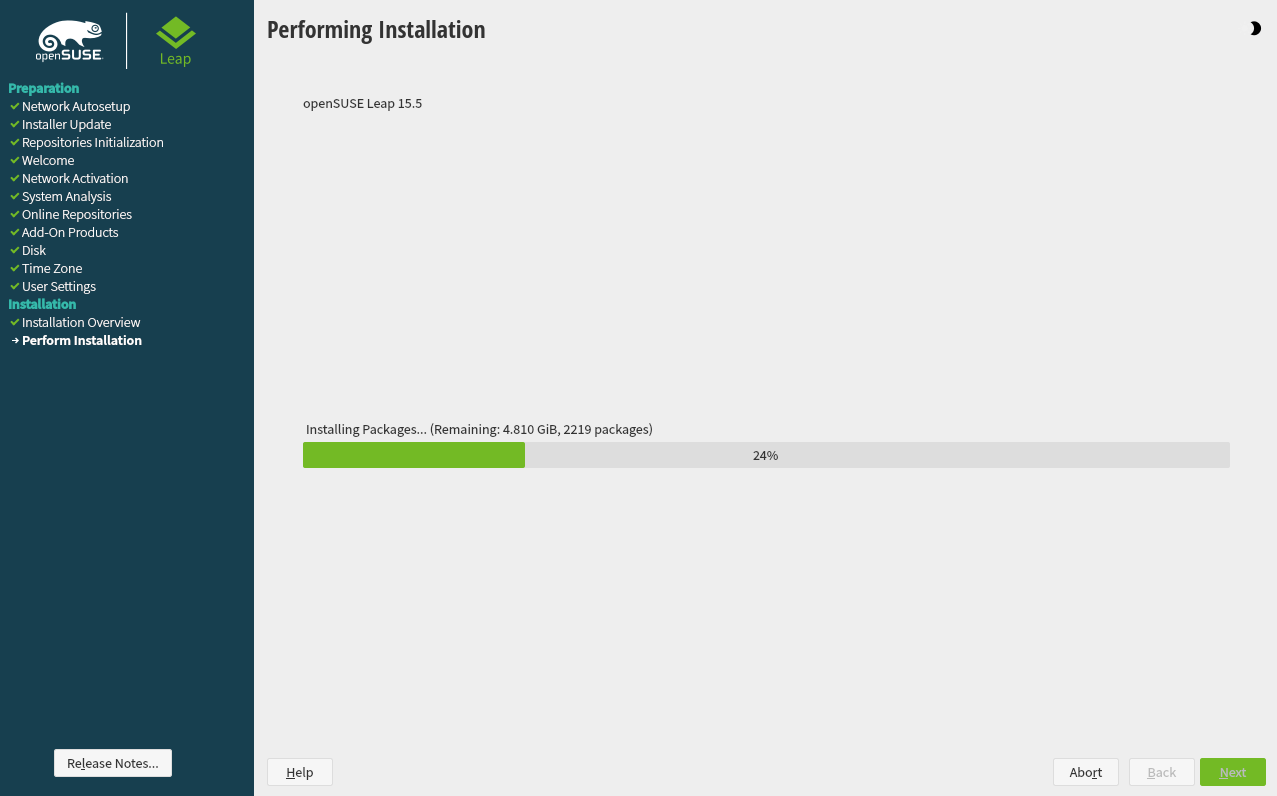 openSUSE
Leap
Preparation
Network Autosetup
Installer Update
Repositories Initialization
Welcome
Network Activation
System Analysis
Online Repositories
Add-On Products
Disk
Time Zone
User Settings
Installation
Installation Overview
Perform Installation
Release Notes...
Performing Installation
openSUSE Leap 15.5
Installing Packages... (Remaining: 4.810 GiB, 2219 packages)
24%
Help
Abort
Back
Next